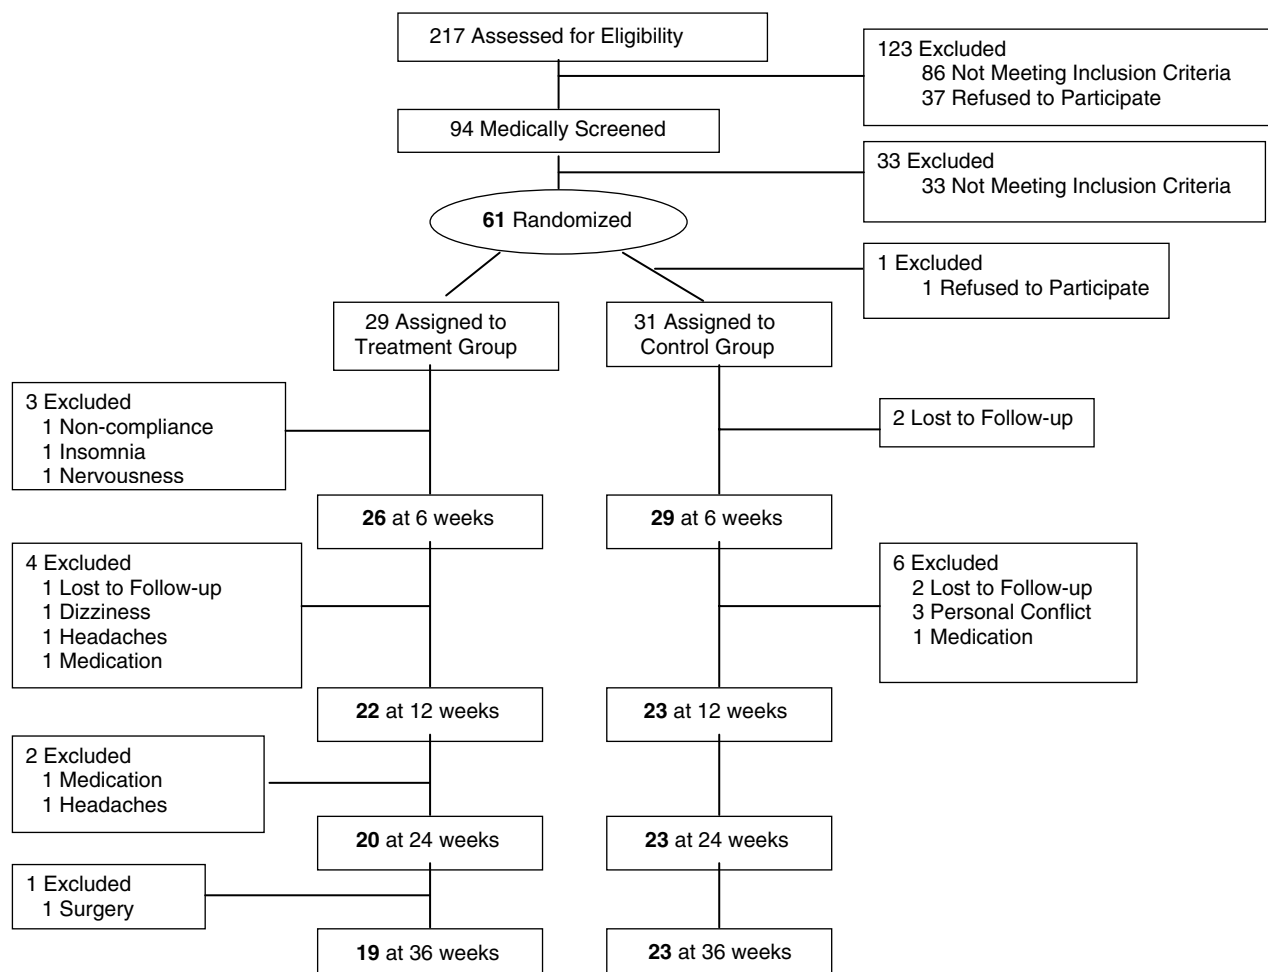 217 Assessed for Eligibility
123 Excluded
86 Not Meeting Inclusion Criteria
37 Refused to Participate
94 Medically Screened
33 Excluded
33 Not Meeting Inclusion Criteria
61 Randomized
1 Excluded
1 Refused to Participate
29 Assigned to
Treatment Group
31 Assigned to
Control Group
3 Excluded
1 Non-compliance
1 Insomnia
1 Nervousness
2 Lost to Follow-up
26 at 6 weeks
29 at 6 weeks
4 Excluded
1 Lost to Follow-up
1 Dizziness
1 Headaches
1 Medication
6 Excluded
2 Lost to Follow-up
3 Personal Conflict
1 Medication
22 at 12 weeks
23 at 12 weeks
2 Excluded
1 Medication
1 Headaches
20 at 24 weeks
23 at 24 weeks
1 Excluded
1 Surgery
19 at 36 weeks
23 at 36 weeks